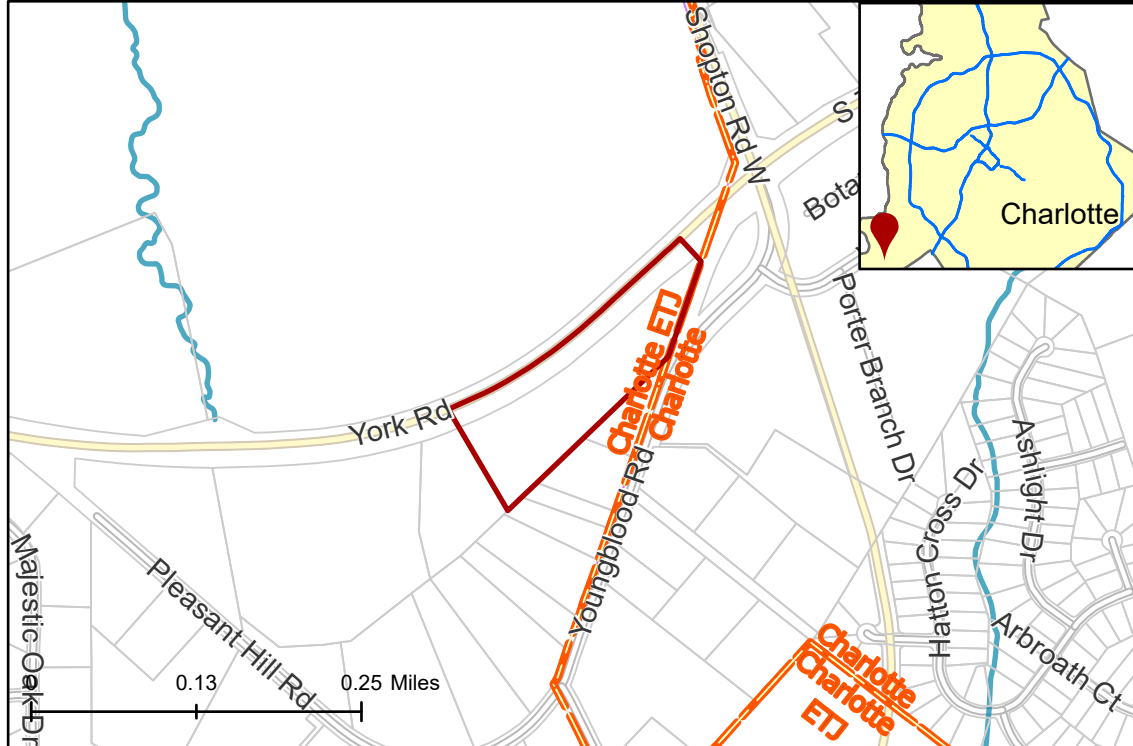 Shopton Rd W
S
Charlotte
York Rd
Charlotte ETJ
Charlotte
Porter Branch Dr
Youngblood Rd
Ashlight Dr
Hatton Cross Dr
Majestic Oak Dr
Pleasant Hill Rd
Arbroath Ct
Charlotte
Charlotte
ETJ
0.13
0.25 Miles